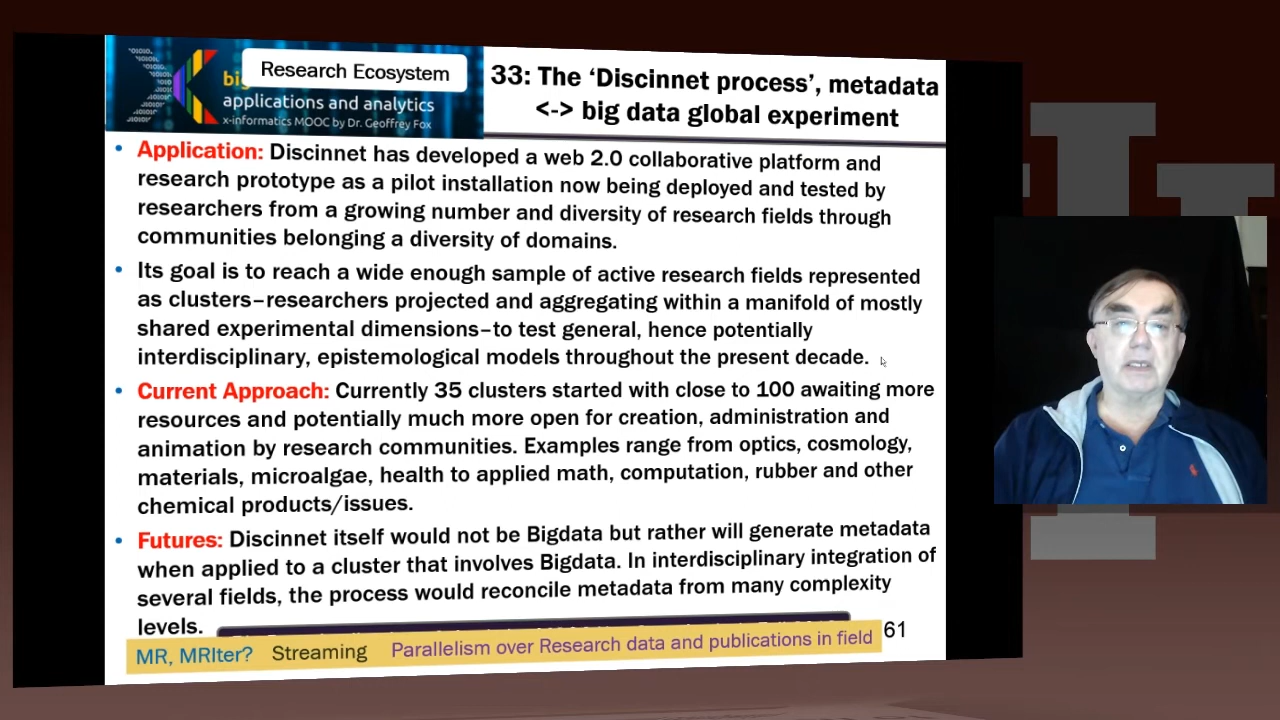 Research Ecosystem
applications and analytics
x-informatics MOOC by Dr. Geoffrey Fox
33: The ‘Discinnet process’, metadata
<-> big data global experiment
• Application: Discinnet has developed a web 2.0 collaborative platform and
research prototype as a pilot installation now being deployed and tested by
researchers from a growing number and diversity of research fields through
communities belonging a diversity of domains.
• Its goal is to reach a wide enough sample of active research fields represented
as clusters–researchers projected and aggregating within a manifold of mostly
shared experimental dimensions–to test general, hence potentially
interdisciplinary, epistemological models throughout the present decade.
• Current Approach: Currently 35 clusters started with close to 100 awaiting more
resources and potentially much more open for creation, administration and
animation by research communities. Examples range from optics, cosmology,
materials, microalgae, health to applied math, computation, rubber and other
chemical products/issues.
• Futures: Discinnet itself would not be Bigdata but rather will generate metadata
when applied to a cluster that involves Bigdata. In interdisciplinary integration of
several fields, the process would reconcile metadata from many complexity
levels.
MR, MRIter? Streaming Parallelism over Research data and publications in field
61